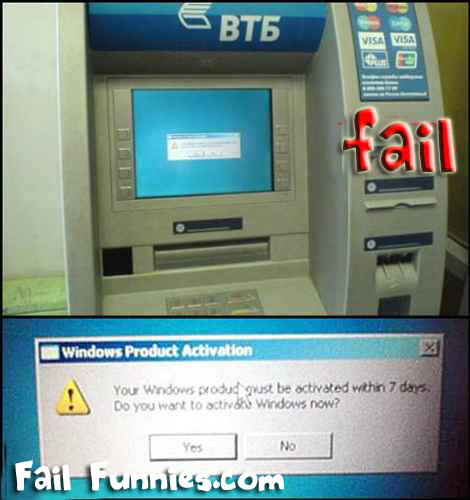 ВТБ
VISA VISA
PLUS
fail
Windows Product Activation
Your Windows product must be activated within 7 days.
Do you want to activate Windows now?
Yes
No
Fail Funnies.com